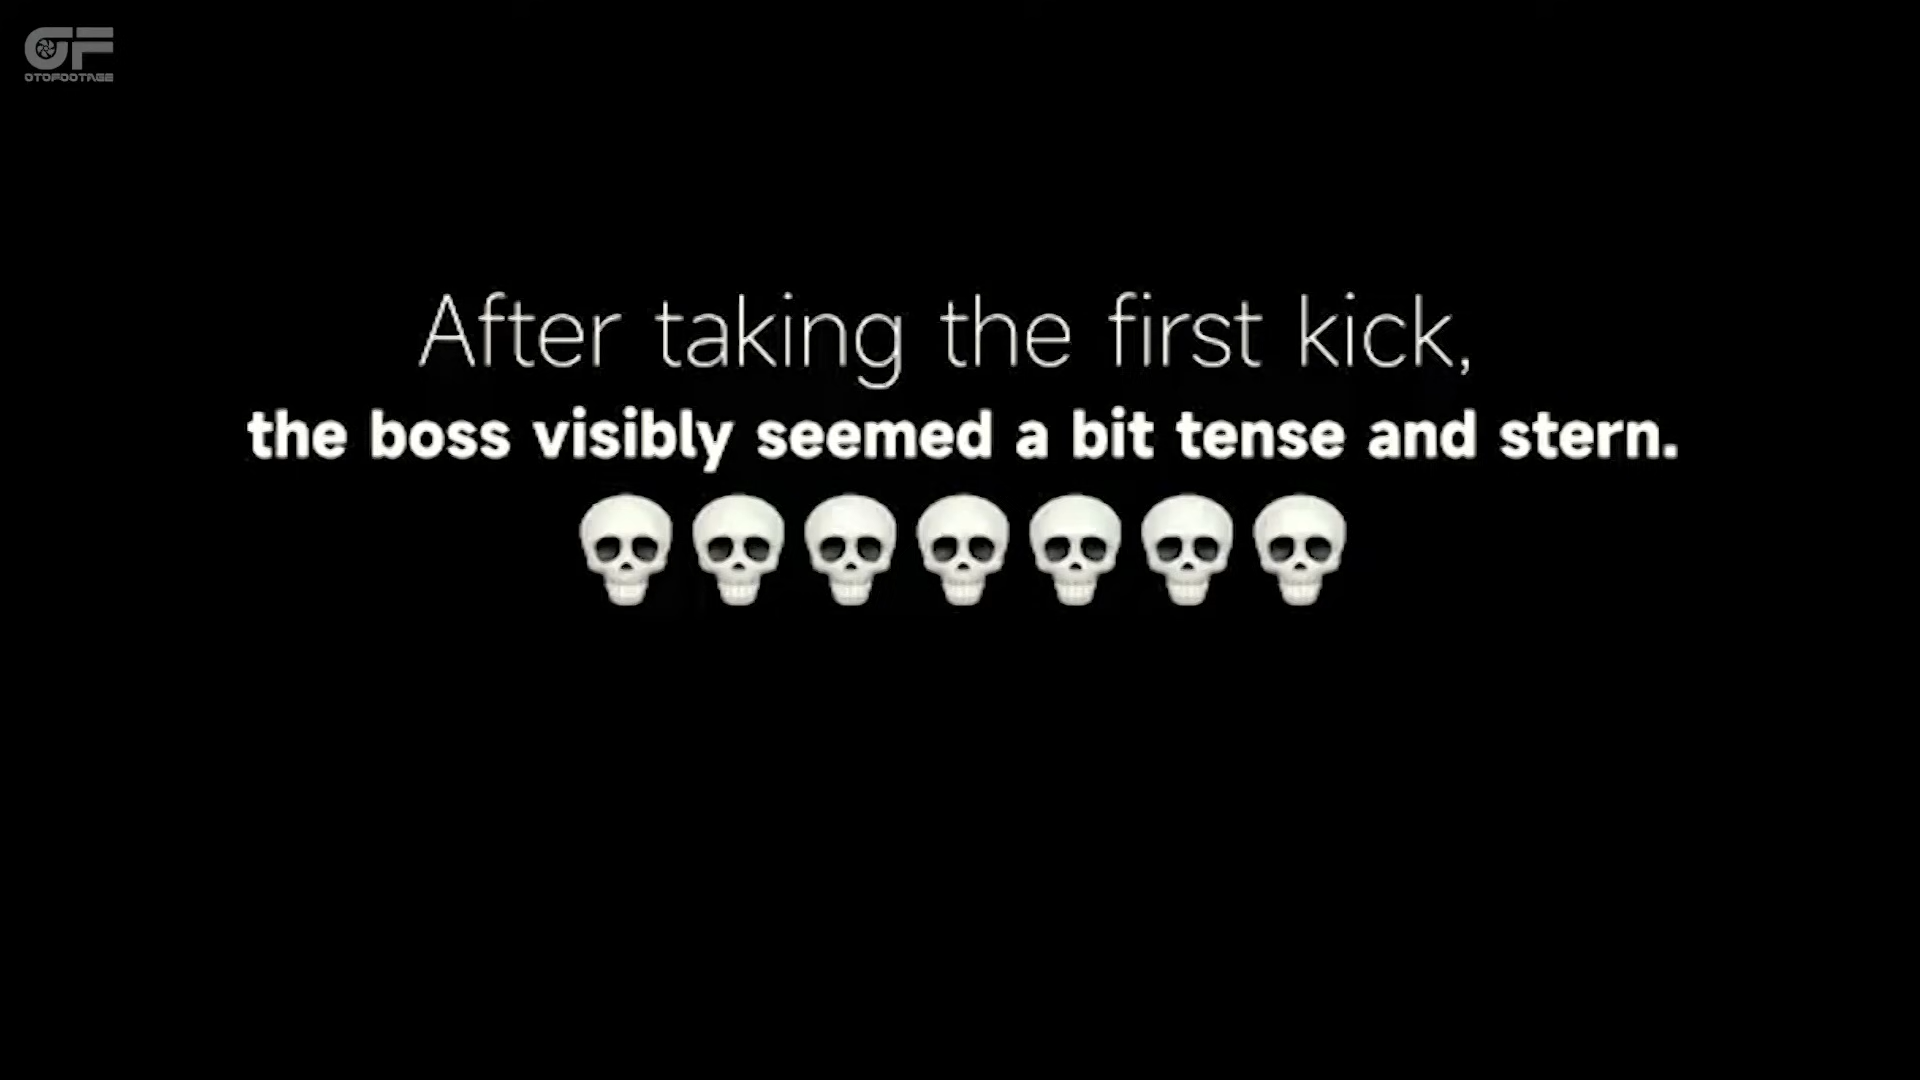 OTOFOOTAGE
After taking the first kick,
the boss visibly seemed a bit tense and stern.
💀💀💀💀💀💀💀